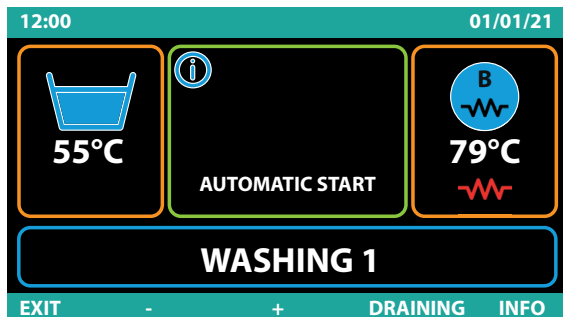 12:00 01/01/21
i
B
55°C
79°C
AUTOMATIC START
WASHING 1
EXIT - + DRAINING INFO